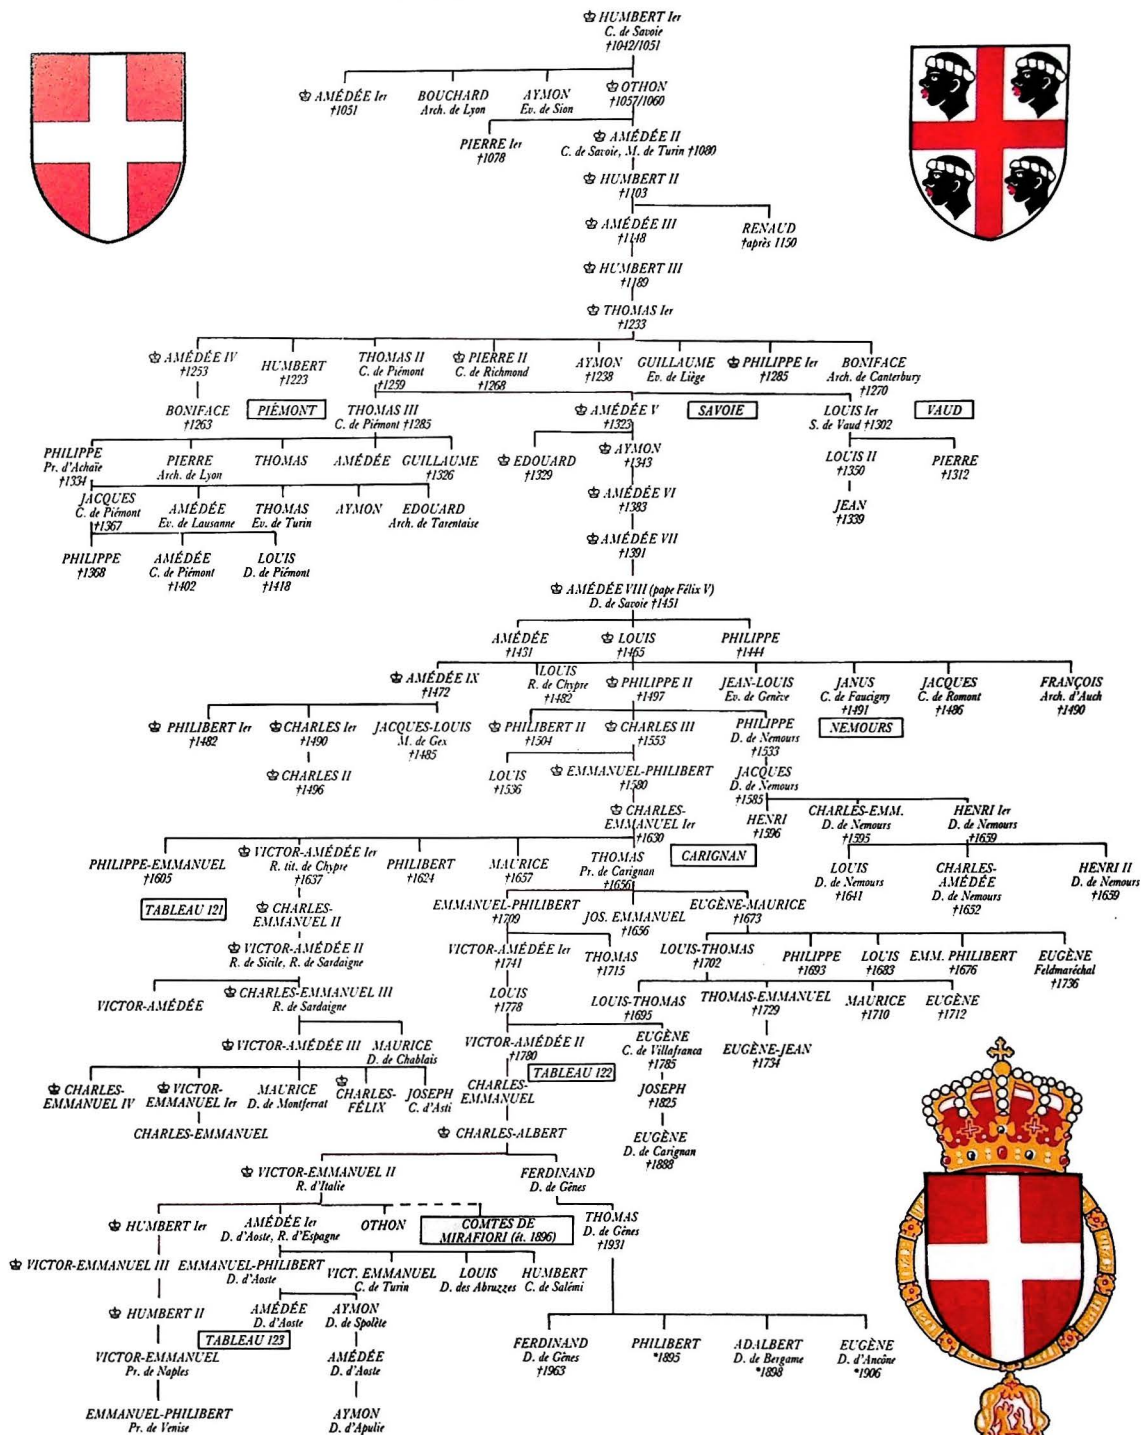 ♔ HUMBERT Ier
C. de Savoie
†1042/1051
♔ AMÉDÉE Ier
†1051
BOUCHARD
Arch. de Lyon
AYMON
Ev. de Sion
♔ OTHON
†1057/1060
PIERRE Ier
†1078
♔ AMÉDÉE II
C. de Savoie, M. de Turin †1080
♔ HUMBERT II
†1103
♔ AMÉDÉE III
†1148
RENAUD
†après 1150
♔ HUMBERT III
†1189
♔ THOMAS Ier
†1233
♔ AMÉDÉE IV
†1253
HUMBERT
†1223
THOMAS II
C. de Piémont
†1259
♔ PIERRE II
C. de Richmond
†1268
AYMON
†1238
GUILLAUME
Ev. de Liège
♔ PHILIPPE Ier
†1285
BONIFACE
Arch. de Canterbury
†1270
BONIFACE
†1263
PIÉMONT
THOMAS III
C. de Piémont †1285
♔ AMÉDÉE V
†1323
SAVOIE
LOUIS Ier
S. de Vaud †1302
VAUD
PHILIPPE
Pr. d'Achaïe
†1334
PIERRE
Arch. de Lyon
THOMAS
AMÉDÉE
GUILLAUME
†1326
♔ EDOUARD
†1329
♔ AYMON
†1343
LOUIS II
†1350
PIERRE
†1312
JACQUES
C. de Piémont
†1367
AMÉDÉE
Ev. de Lausanne
THOMAS
Ev. de Turin
AYMON
EDOUARD
Arch. de Tarentaise
♔ AMÉDÉE VI
†1383
JEAN
†1339
PHILIPPE
†1368
AMÉDÉE
C. de Piémont
†1402
LOUIS
D. de Piémont
†1418
♔ AMÉDÉE VII
†1391
♔ AMÉDÉE VIII (pape Félix V)
D. de Savoie †1451
AMÉDÉE
†1431
♔ LOUIS
†1465
PHILIPPE
†1444
♔ AMÉDÉE IX
†1472
LOUIS
R. de Chypre
†1482
♔ PHILIPPE II
†1497
JEAN-LOUIS
Ev. de Genève
JANUS
C. de Faucigny
†1491
JACQUES
C. de Romont
†1486
FRANÇOIS
Arch. d'Auch
†1490
♔ PHILIBERT Ier
†1482
♔ CHARLES Ier
†1490
JACQUES-LOUIS
M. de Gex
†1485
♔ PHILIBERT II
†1504
♔ CHARLES III
†1553
PHILIPPE
D. de Nemours
†1533
NEMOURS
♔ CHARLES II
†1496
LOUIS
†1536
♔ EMMANUEL-PHILIBERT
†1580
JACQUES
D. de Nemours
†1585
♔ CHARLES-
EMMANUEL Ier
†1630
HENRI
†1596
CHARLES-EMM.
D. de Nemours
†1595
HENRI Ier
D. de Nemours
†1659
PHILIPPE-EMMANUEL
†1605
♔ VICTOR-AMÉDÉE Ier
R. tit. de Chypre
†1637
PHILIBERT
†1624
MAURICE
†1657
THOMAS
Pr. de Carignan
†1656
CARIGNAN
LOUIS
D. de Nemours
†1641
CHARLES-
AMÉDÉE
D. de Nemours
†1652
HENRI II
D. de Nemours
†1659
TABLEAU 121
♔ CHARLES-
EMMANUEL II
EMMANUEL-PHILIBERT
†1709
JOS. EMMANUEL
†1656
EUGÈNE-MAURICE
†1673
♔ VICTOR-AMÉDÉE II
R. de Sicile, R. de Sardaigne
VICTOR-AMÉDÉE Ier
†1741
THOMAS
†1715
LOUIS-THOMAS
†1702
PHILIPPE
†1693
LOUIS
†1683
EMM. PHILIBERT
†1676
EUGÈNE
Feldmaréchal
†1736
VICTOR-AMÉDÉE
♔ CHARLES-EMMANUEL III
R. de Sardaigne
LOUIS
†1778
LOUIS-THOMAS
†1695
THOMAS-EMMANUEL
†1729
MAURICE
†1710
EUGÈNE
†1712
♔ VICTOR-AMÉDÉE III
MAURICE
D. de Chablais
VICTOR-AMÉDÉE II
†1780
EUGÈNE
C. de Villafranca
†1785
EUGÈNE-JEAN
†1734
TABLEAU 122
♔ CHARLES-
EMMANUEL IV
♔ VICTOR-
EMMANUEL Ier
MAURICE
D. de Montferrat
♔ CHARLES-
FÉLIX
JOSEPH
C. d'Asti
CHARLES-
EMMANUEL
JOSEPH
†1825
CHARLES-EMMANUEL
♔ CHARLES-ALBERT
EUGÈNE
D. de Carignan
†1888
♔ VICTOR-EMMANUEL II
R. d'Italie
FERDINAND
D. de Gênes
♔ HUMBERT Ier
AMÉDÉE Ier
D. d'Aoste, R. d'Espagne
OTHON
COMTES DE
MIRAFIORI (ét. 1896)
THOMAS
D. de Gênes
†1931
♔ VICTOR-EMMANUEL III
EMMANUEL-PHILIBERT
D. d'Aoste
VICT. EMMANUEL
C. de Turin
LOUIS
D. des Abruzzes
HUMBERT
C. de Salémi
♔ HUMBERT II
AMÉDÉE
D. d'Aoste
AYMON
D. de Spolète
TABLEAU 123
FERDINAND
D. de Gênes
†1963
PHILIBERT
*1895
ADALBERT
D. de Bergame
*1898
EUGÈNE
D. d'Ancône
*1906
VICTOR-EMMANUEL
Pr. de Naples
AMÉDÉE
D. d'Aoste
EMMANUEL-PHILIBERT
Pr. de Venise
AYMON
D. d'Apulie